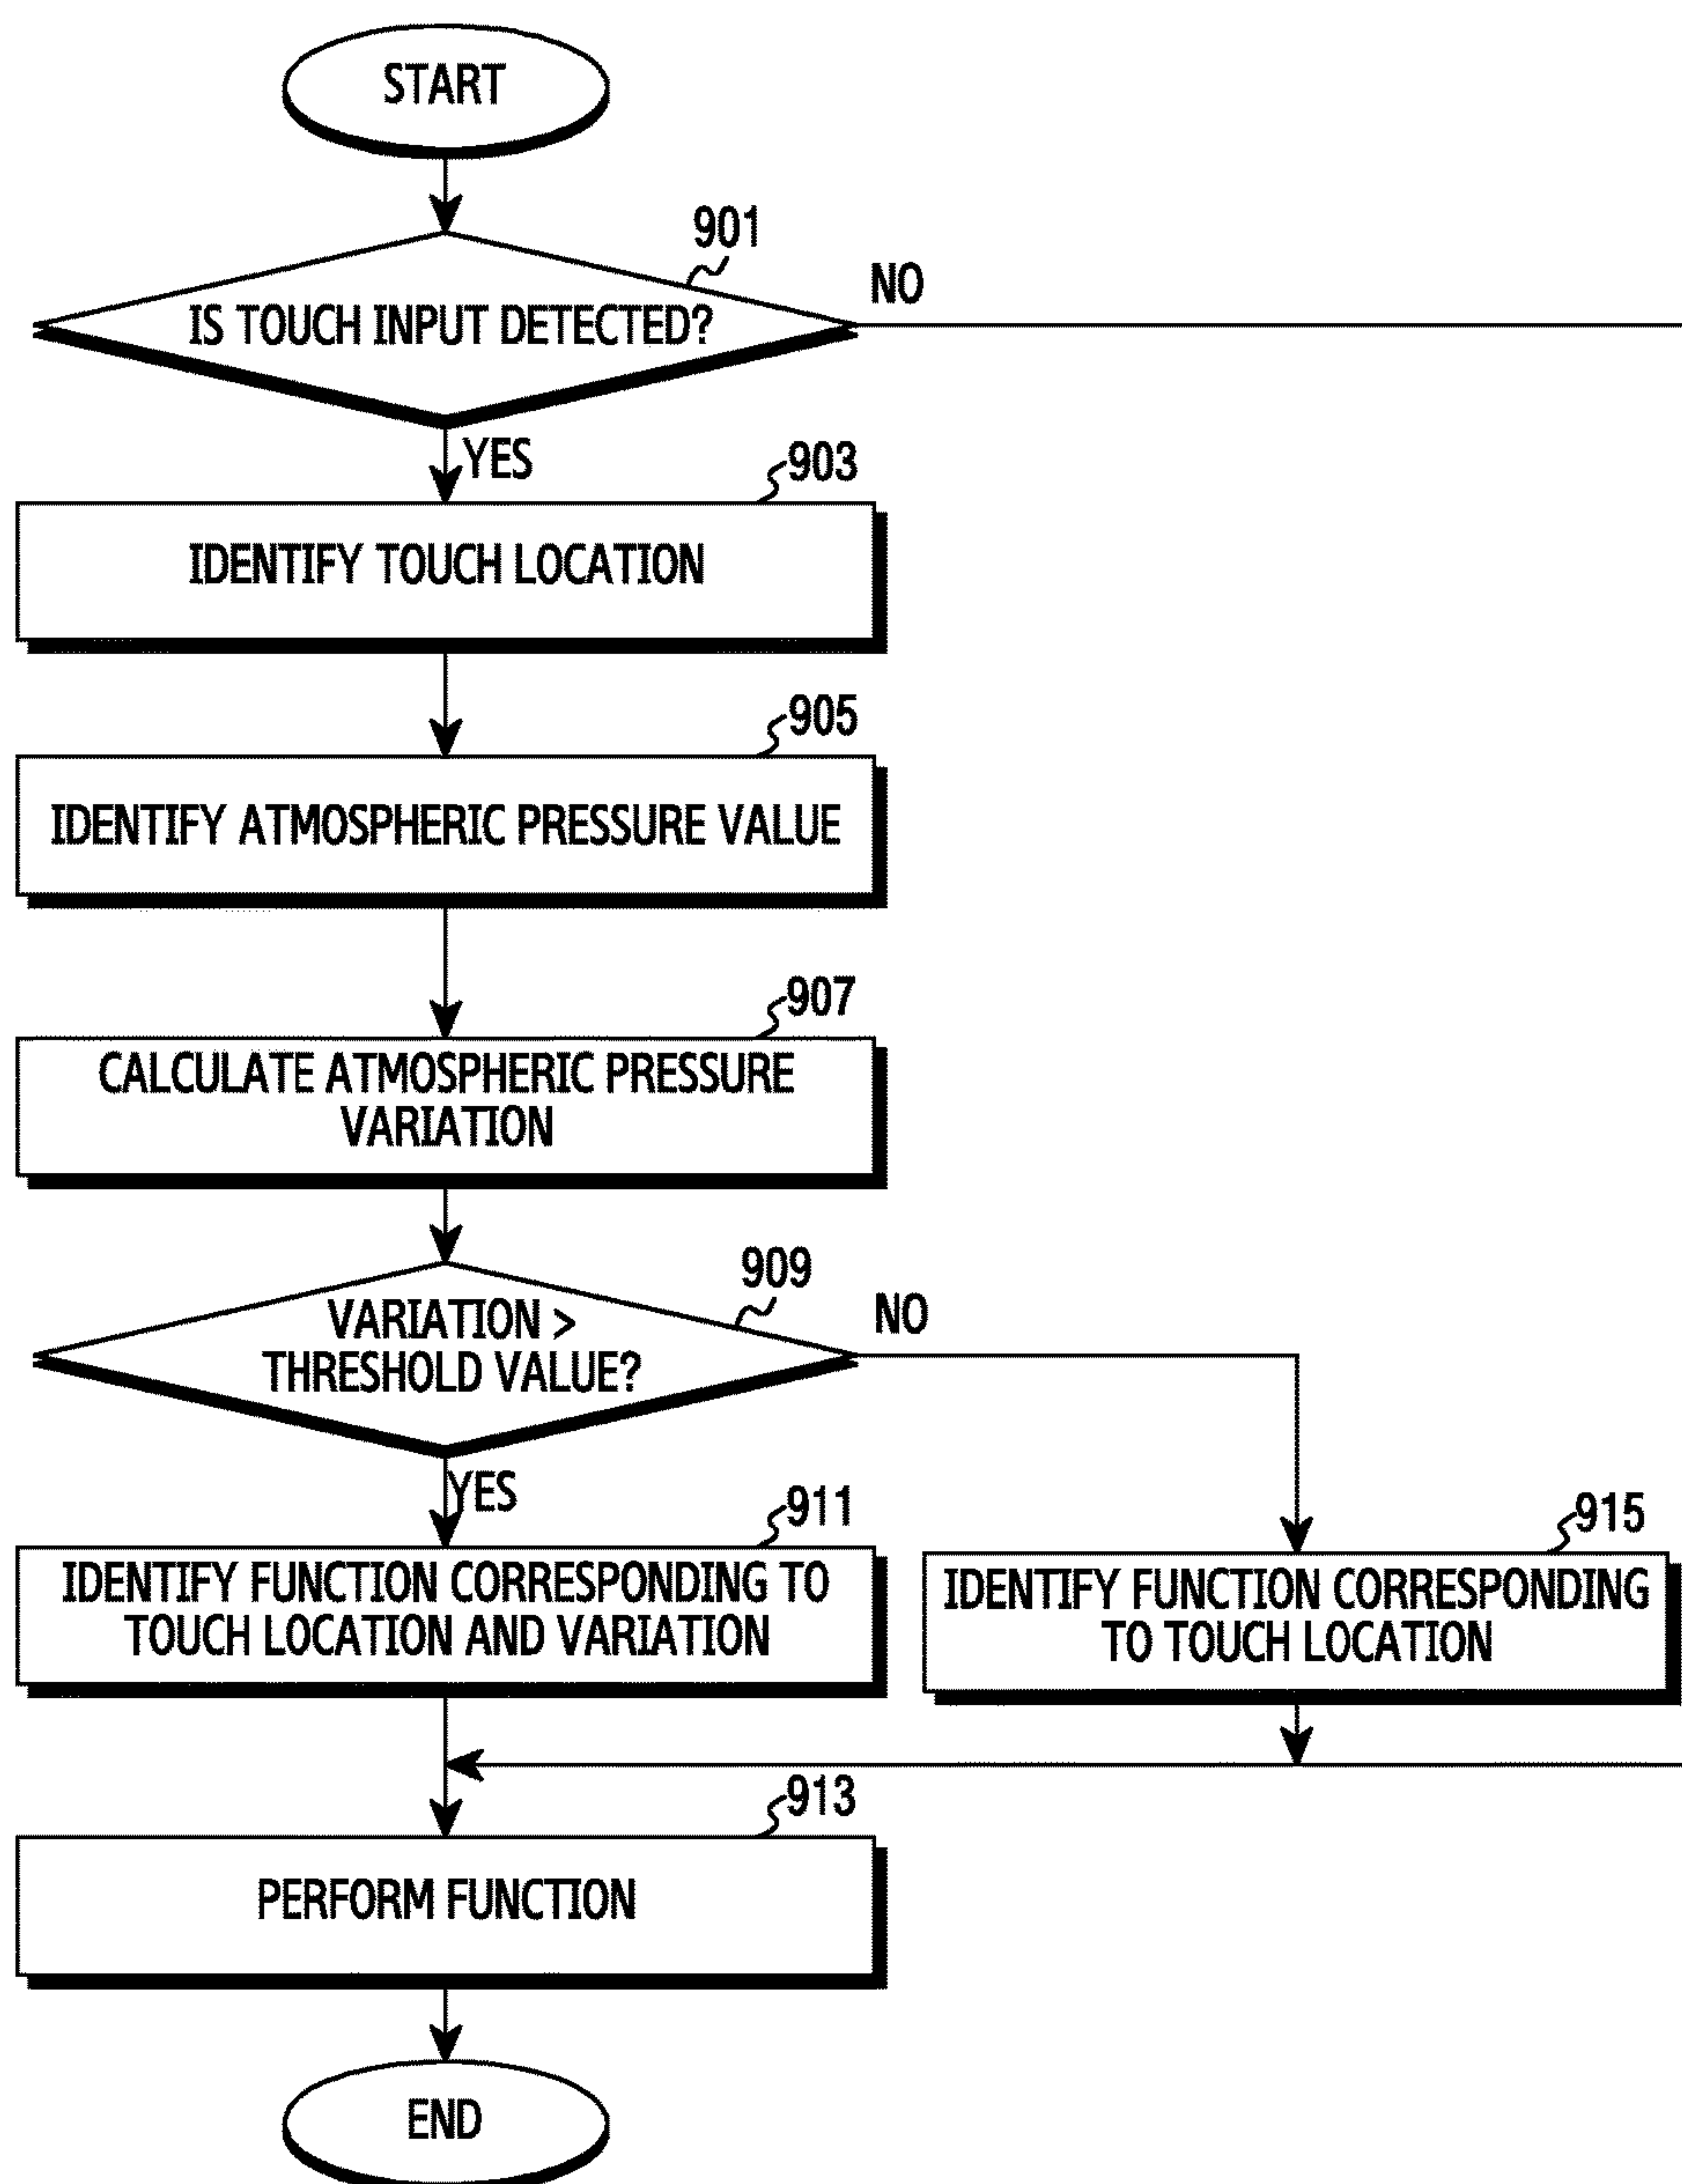 START
901
IS TOUCH INPUT DETECTED?
NO
YES
903
IDENTIFY TOUCH LOCATION
905
IDENTIFY ATMOSPHERIC PRESSURE VALUE
907
CALCULATE ATMOSPHERIC PRESSURE
VARIATION
909
VARIATION >
THRESHOLD VALUE?
NO
YES
911
IDENTIFY FUNCTION CORRESPONDING TO
TOUCH LOCATION AND VARIATION
915
IDENTIFY FUNCTION CORRESPONDING
TO TOUCH LOCATION
913
PERFORM FUNCTION
END